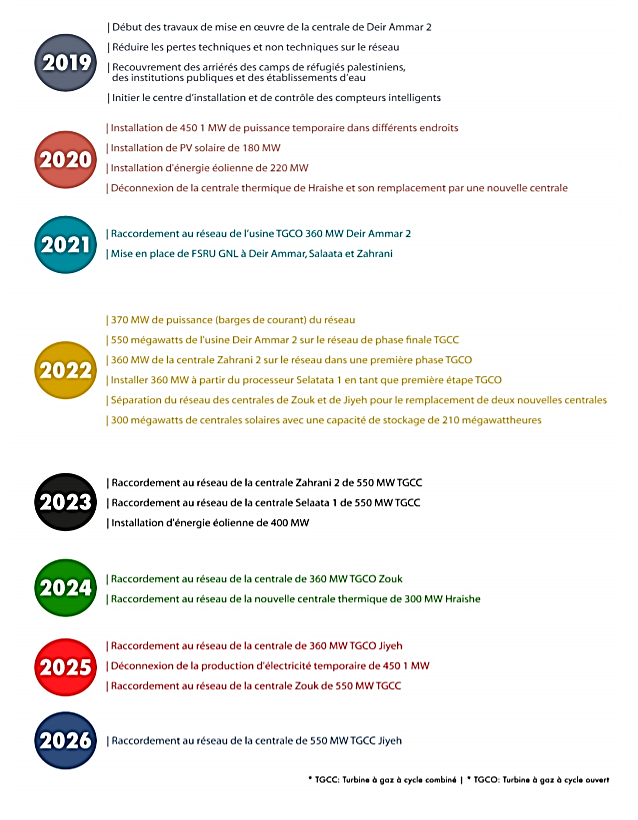 2019
| Début des travaux de mise en œuvre de la centrale de Deir Ammar 2
| Réduire les pertes techniques et non techniques sur le réseau
| Recouvrement des arriérés des camps de réfugiés palestiniens,
des institutions publiques et des établissements d'eau
| Initier le centre d'installation et de contrôle des compteurs intelligents
2020
| Installation de 450 1 MW de puissance temporaire dans différents endroits
| Installation de PV solaire de 180 MW
| Installation d'énergie éolienne de 220 MW
| Déconnexion de la centrale thermique de Hraishe et son remplacement par une nouvelle centrale
2021
| Raccordement au réseau de l'usine TGCO 360 MW Deir Ammar 2
| Mise en place de FSRU GNL à Deir Ammar, Salaata et Zahrani
2022
| 370 MW de puissance (barges de courant) du réseau
| 550 mégawatts de l'usine Deir Ammar 2 sur le réseau de phase finale TGCC
| 360 MW de la centrale Zahrani 2 sur le réseau dans une première phase TGCO
| Installer 360 MW à partir du processeur Selatata 1 en tant que première étape TGCO
| Séparation du réseau des centrales de Zouk et de Jiyeh pour le remplacement de deux nouvelles centrales
| 300 mégawatts de centrales solaires avec une capacité de stockage de 210 mégawattheures
2023
| Raccordement au réseau de la centrale Zahrani 2 de 550 MW TGCC
| Raccordement au réseau de la centrale Selaata 1 de 550 MW TGCC
| Installation d'énergie éolienne de 400 MW
2024
| Raccordement au réseau de la centrale de 360 MW TGCO Zouk
| Raccordement au réseau de la nouvelle centrale thermique de 300 MW Hraishe
2025
| Raccordement au réseau de la centrale de 360 MW TGCO Jiyeh
| Déconnexion de la production d'électricité temporaire de 450 1 MW
| Raccordement au réseau de la centrale Zouk de 550 MW TGCC
2026
| Raccordement au réseau de la centrale de 550 MW TGCC Jiyeh
* TGCC: Turbine à gaz à cycle combiné | * TGCO: Turbine à gaz à cycle ouvert